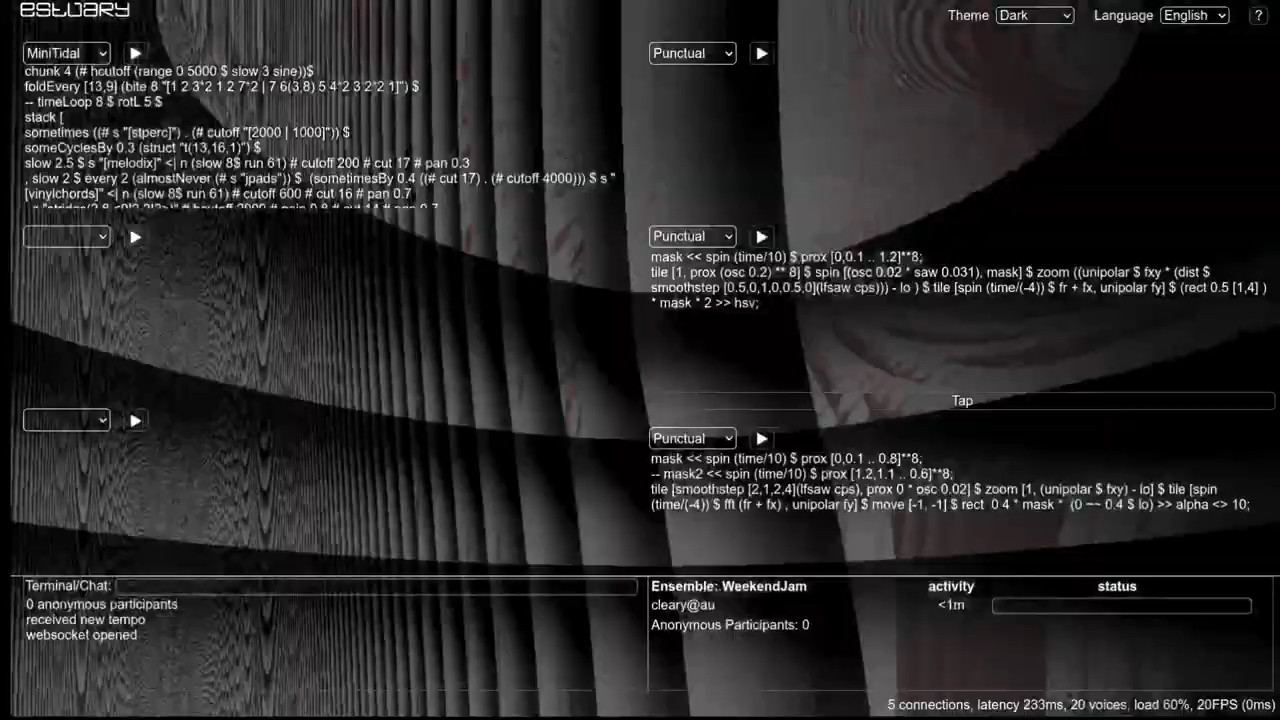 estuary
Theme Dark Language English ?
MiniTidal
chunk 4 (# hcutoff (range 0 5000 $ slow 3 sine))$
foldEvery [13,9] (bite 8 "[1 2 3*2 1 2 7*2 | 7 6(3,8) 5 4*2 3 2*2 1]") $
-- timeLoop 8 $ rotL 5 $
stack [
sometimes ((# s "[stperc]") . (# cutoff "[2000 | 1000]")) $
someCyclesBy 0.3 (struct "t(13,16,1)") $
slow 2.5 $ s "[melodix]" <| n (slow 8$ run 61) # cutoff 200 # cut 17 # pan 0.3
, slow 2 $ every 2 (almostNever (# s "jpads")) $ (sometimesBy 0.4 ((# cut 17) . (# cutoff 4000))) $ s "
[vinylchords]" <| n (slow 8$ run 61) # cutoff 600 # cut 16 # pan 0.7
Punctual
Punctual
mask << spin (time/10) $ prox [0,0.1 .. 1.2]**8;
tile [1, prox (osc 0.2) ** 8] $ spin [(osc 0.02 * saw 0.031), mask] $ zoom ((unipolar $ fxy * (dist $
smoothstep [0.5,0,1,0,0.5,0](lfsaw cps))) - lo ) $ tile [spin (time/(-4)) $ fr + fx, unipolar fy] $ (rect 0.5 [1,4] )
* mask * 2 >> hsv;
Tap
Punctual
mask << spin (time/10) $ prox [0,0.1 .. 0.8]**8;
-- mask2 << spin (time/10) $ prox [1.2,1.1 .. 0.6]**8;
tile [smoothstep [2,1,2,4](lfsaw cps), prox 0 * osc 0.02] $ zoom [1, (unipolar $ fxy) - lo] $ tile [spin
(time/(-4)) $ fft (fr + fx) , unipolar fy] $ move [-1, -1] $ rect 0 4 * mask * (0 ~~ 0.4 $ lo) >> alpha <> 10;
Terminal/Chat:
0 anonymous participants
received new tempo
websocket opened
Ensemble: WeekendJam activity status
cleary@au <1m
Anonymous Participants: 0
5 connections, latency 233ms, 20 voices, load 60%, 20FPS (0ms)